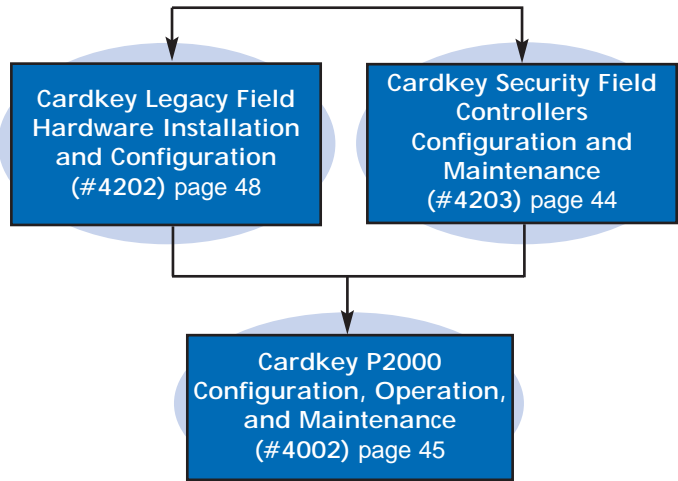 Cardkey Legacy Field
Hardware Installation
and Configuration
(#4202) page 48
Cardkey Security Field
Controllers
Configuration and
Maintenance
(#4203) page 44
Cardkey P2000
Configuration, Operation,
and Maintenance
(#4002) page 45